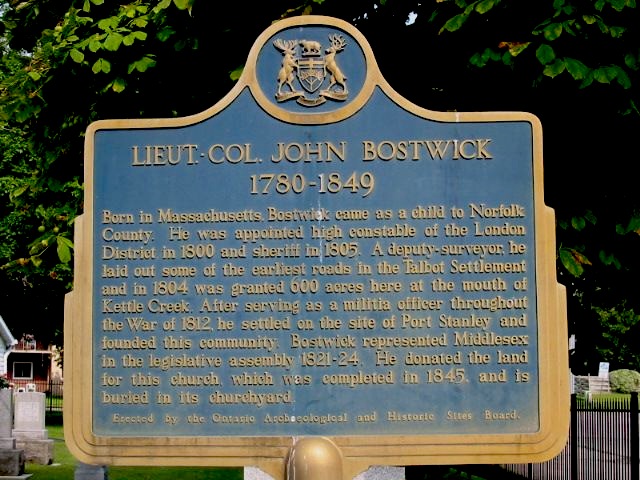 LIEUT.-COL. JOHN BOSTWICK
1780-1849
Born in Massachusetts, Bostwick came as a child to Norfolk
County. He was appointed high constable of the London
District in 1800 and sheriff in 1805. A deputy-surveyor, he
laid out some of the earliest roads in the Talbot Settlement
and in 1804 was granted 600 acres here at the mouth of
Kettle Creek. After serving as a militia officer throughout
the War of 1812, he settled on the site of Port Stanley and
founded this community. Bostwick represented Middlesex
in the legislative assembly 1821-24. He donated the land
for this church, which was completed in 1845, and is
buried in its churchyard.
Erected by the Ontario Archaeological and Historic Sites Board.